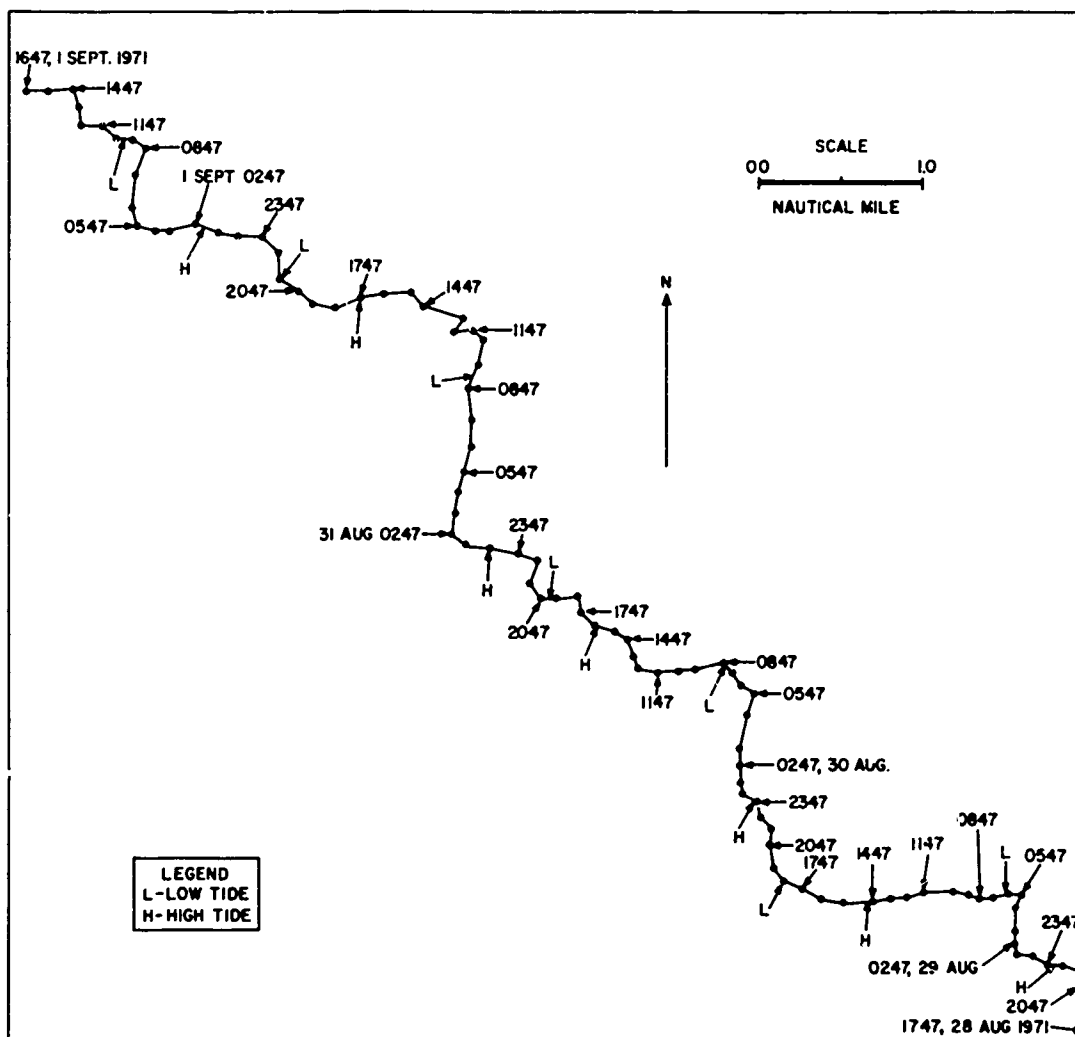 1647, 1 SEPT. 1971
1447
1147
0847
L
1 SEPT 0247
2347
0547
H
L
2047
1747
H
1447
1147
L
0847
0547
31 AUG 0247
2347
H
L
2047
1747
H
1447
1147
0847
L
0547
0247, 30 AUG.
2347
H
2047
1747
L
1447
H
1147
0847
L
0547
0247, 29 AUG
2347
H
2047
1747, 28 AUG 1971
SCALE
0.0 1.0
NAUTICAL MILE
N
LEGEND
L-LOW TIDE
H-HIGH TIDE